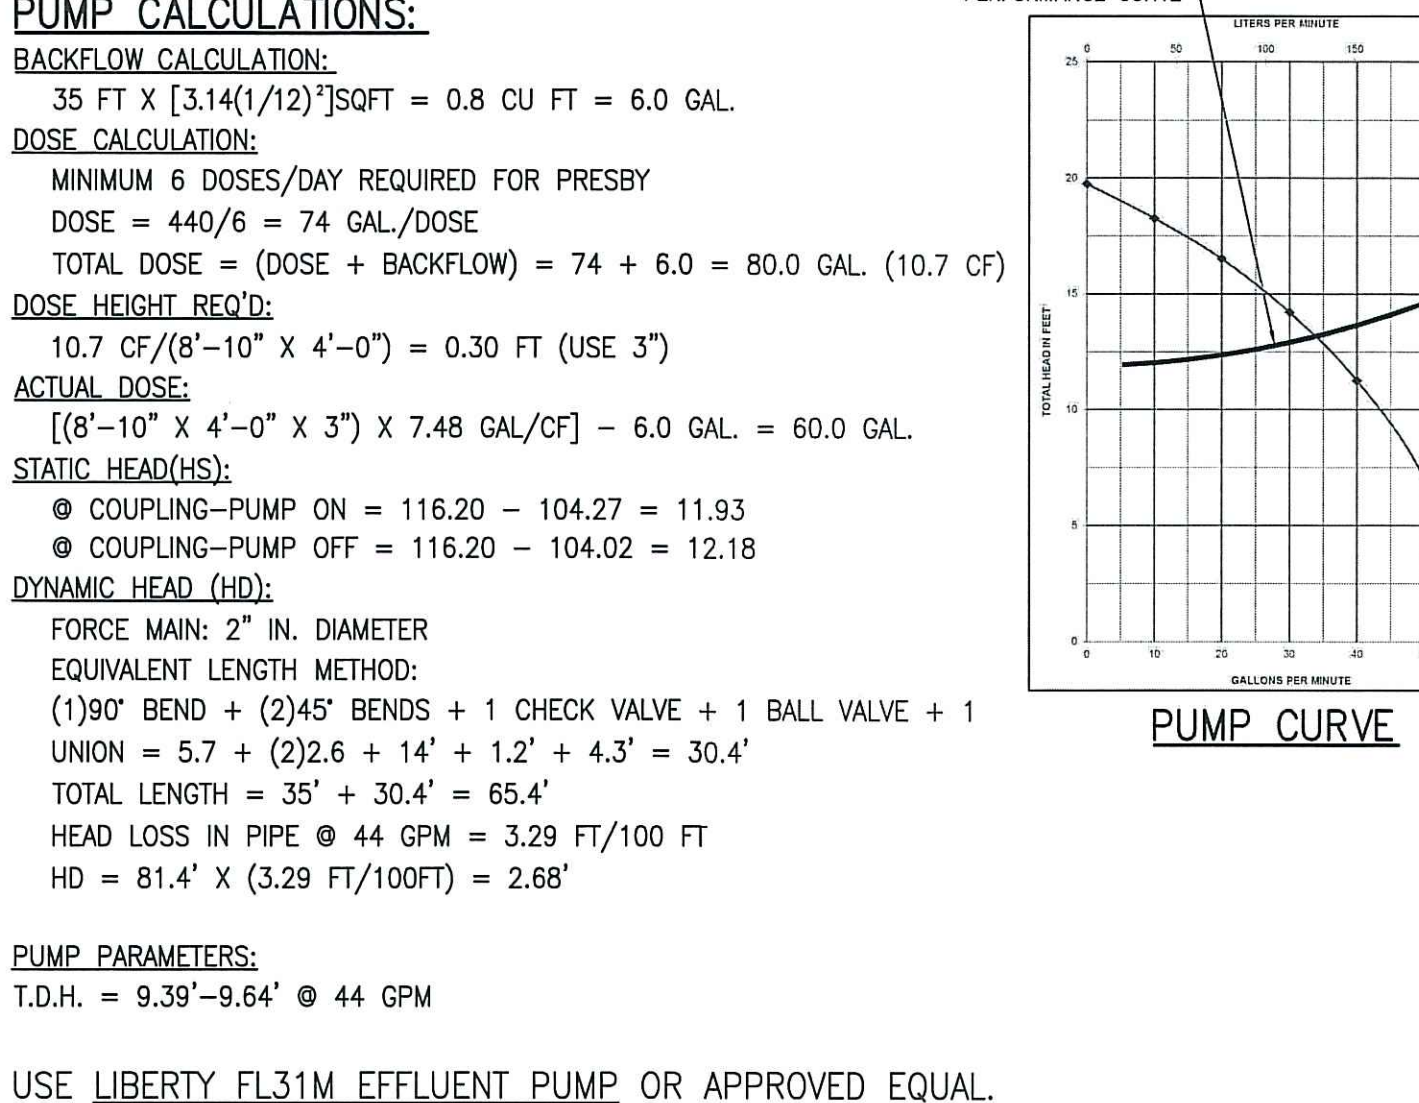 PUMP CALCULATIONS:
BACKFLOW CALCULATION:
35 FT X [3.14(1/12)²]SQFT = 0.8 CU FT = 6.0 GAL.
DOSE CALCULATION:
MINIMUM 6 DOSES/DAY REQUIRED FOR PRESBY
DOSE = 440/6 = 74 GAL./DOSE
TOTAL DOSE = (DOSE + BACKFLOW) = 74 + 6.0 = 80.0 GAL. (10.7 CF)
DOSE HEIGHT REQ'D:
10.7 CF/(8'-10" X 4'-0") = 0.30 FT (USE 3")
ACTUAL DOSE:
[(8'-10" X 4'-0" X 3") X 7.48 GAL/CF] - 6.0 GAL. = 60.0 GAL.
STATIC HEAD(HS):
@ COUPLING-PUMP ON = 116.20 - 104.27 = 11.93
@ COUPLING-PUMP OFF = 116.20 - 104.02 = 12.18
DYNAMIC HEAD (HD):
FORCE MAIN: 2" IN. DIAMETER
EQUIVALENT LENGTH METHOD:
(1)90° BEND + (2)45° BENDS + 1 CHECK VALVE + 1 BALL VALVE + 1
UNION = 5.7 + (2)2.6 + 14' + 1.2' + 4.3' = 30.4'
TOTAL LENGTH = 35' + 30.4' = 65.4'
HEAD LOSS IN PIPE @ 44 GPM = 3.29 FT/100 FT
HD = 81.4' X (3.29 FT/100FT) = 2.68'
PUMP PARAMETERS:
T.D.H. = 9.39'-9.64' @ 44 GPM
USE LIBERTY FL31M EFFLUENT PUMP OR APPROVED EQUAL.
PERFORMANCE CURVE
LITERS PER MINUTE
0 50 100 150
25
20
15
10
5
0
TOTAL HEAD IN FEET
0 10 20 30 40
GALLONS PER MINUTE
PUMP CURVE